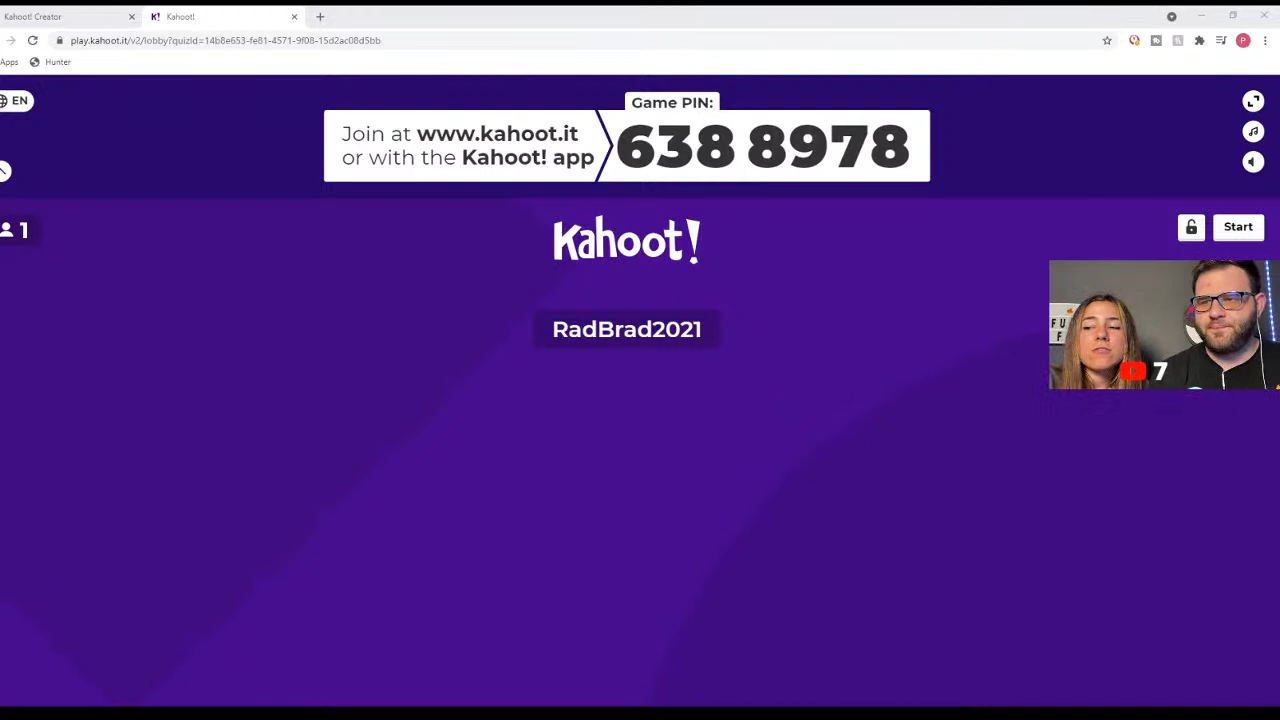 Kahoot! Creator
K! Kahoot!
play.kahoot.it/v2/lobby?quizId=14b8e653-fe81-4571-9f08-15d2ac08d5bb
P
Apps
Hunter
EN
Game PIN:
Join at www.kahoot.it
or with the Kahoot! app
638 8978
1
Kahoot!
Start
RadBrad2021
FU
F
7